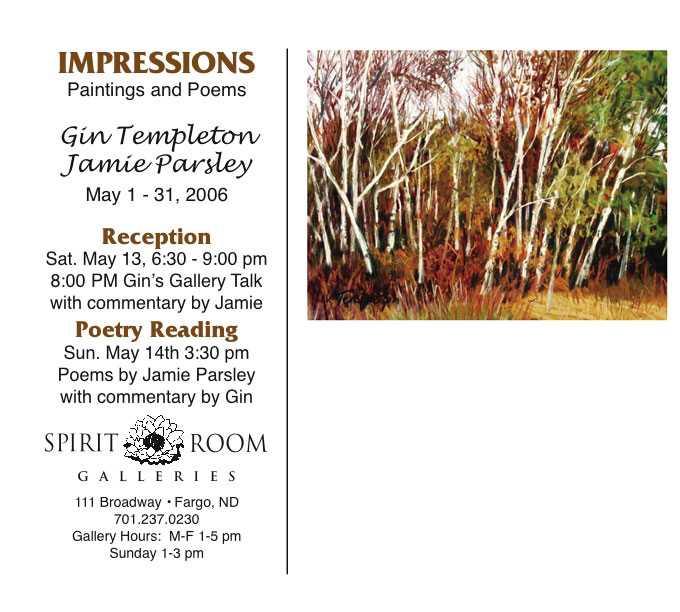 IMPRESSIONS
Paintings and Poems
Gin Templeton
Jamie Parsley
May 1 - 31, 2006
Reception
Sat. May 13, 6:30 - 9:00 pm
8:00 PM Gin's Gallery Talk
with commentary by Jamie
Poetry Reading
Sun. May 14th 3:30 pm
Poems by Jamie Parsley
with commentary by Gin
SPIRIT ROOM
GALLERIES
111 Broadway • Fargo, ND
701.237.0230
Gallery Hours: M-F 1-5 pm
Sunday 1-3 pm